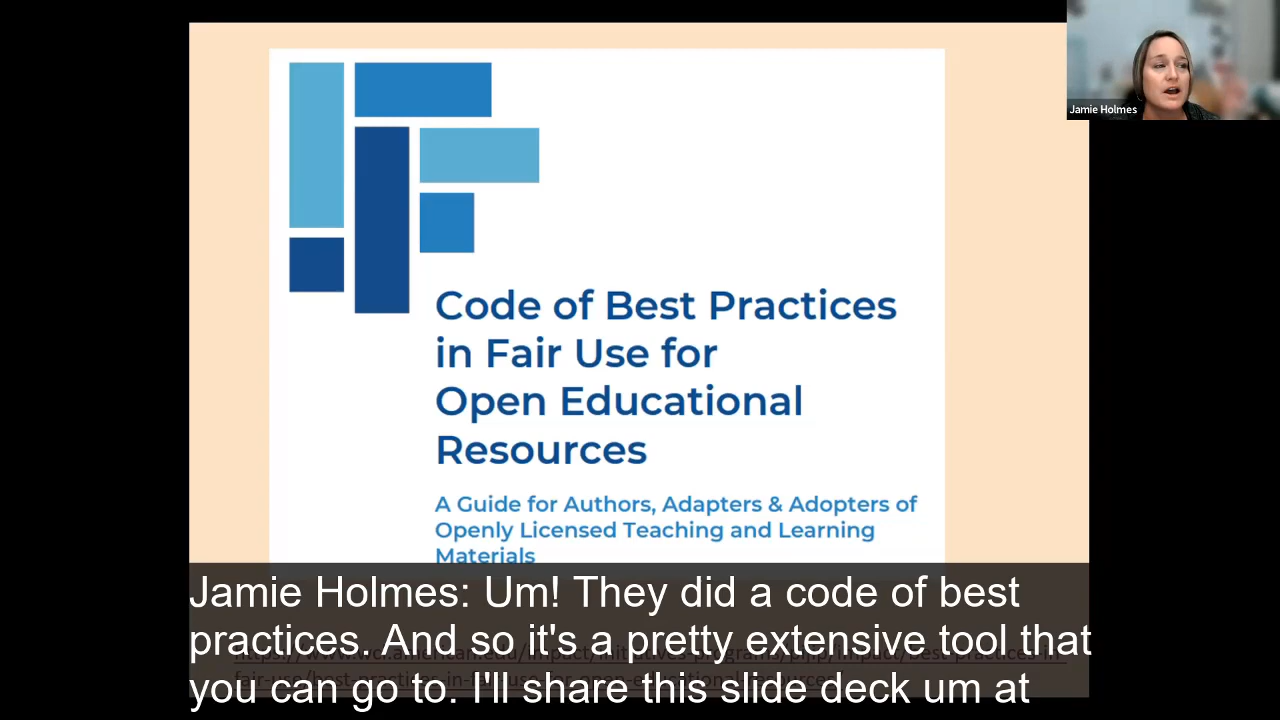 Jamie Holmes
Code of Best Practices
in Fair Use for
Open Educational
Resources
A Guide for Authors, Adapters & Adopters of
Openly Licensed Teaching and Learning
Materials
Jamie Holmes: Um! They did a code of best
practices. And so it's a pretty extensive tool that
you can go to. I'll share this slide deck um at